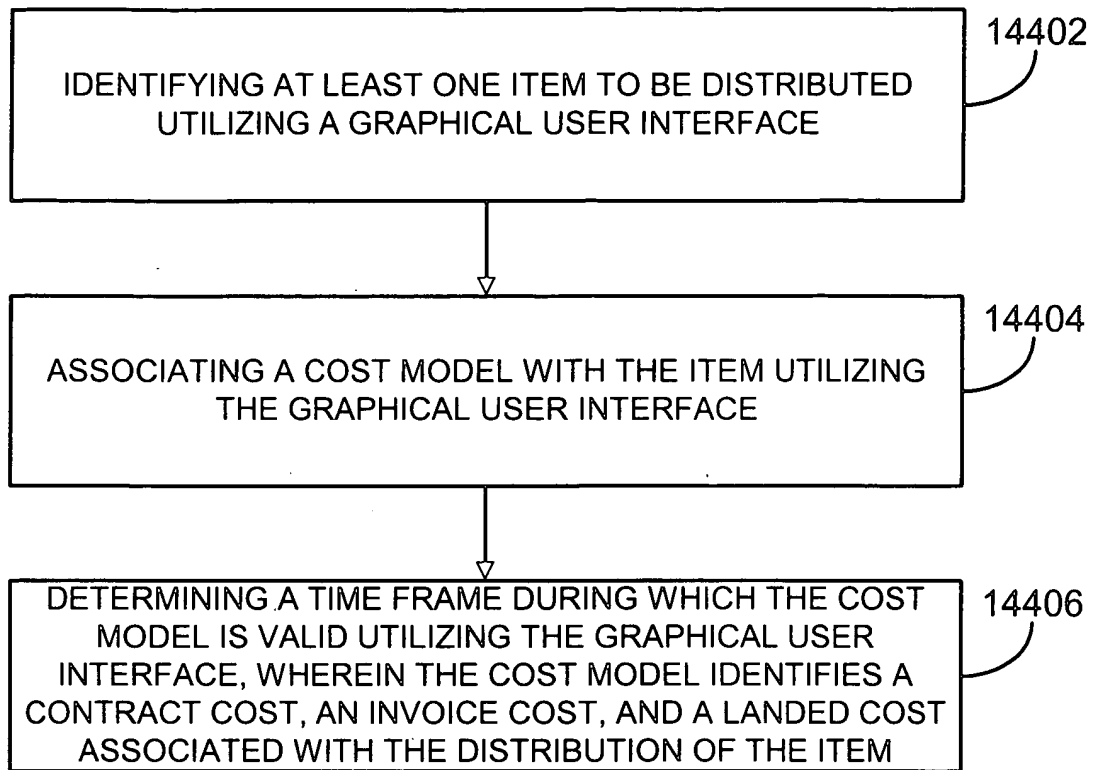 14402
IDENTIFYING AT LEAST ONE ITEM TO BE DISTRIBUTED
UTILIZING A GRAPHICAL USER INTERFACE
14404
ASSOCIATING A COST MODEL WITH THE ITEM UTILIZING
THE GRAPHICAL USER INTERFACE
14406
DETERMINING A TIME FRAME DURING WHICH THE COST
MODEL IS VALID UTILIZING THE GRAPHICAL USER
INTERFACE, WHEREIN THE COST MODEL IDENTIFIES A
CONTRACT COST, AN INVOICE COST, AND A LANDED COST
ASSOCIATED WITH THE DISTRIBUTION OF THE ITEM